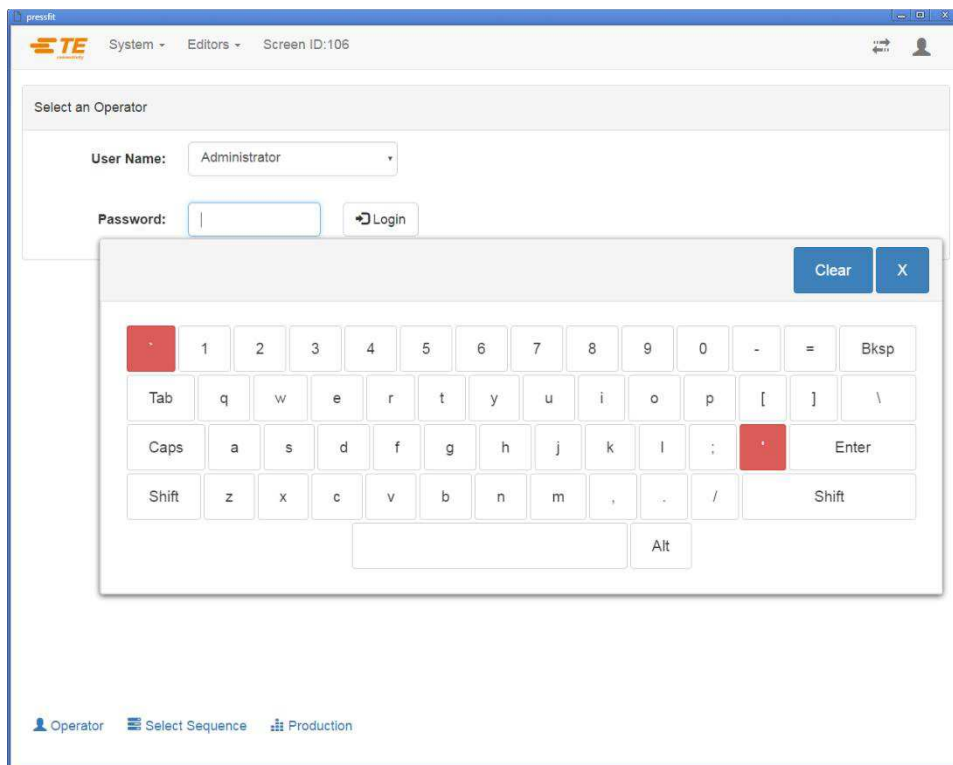 pressfit
TE connectivity System Editors Screen ID:106
Select an Operator
User Name: Administrator
Password: Login
Clear X
` 1 2 3 4 5 6 7 8 9 0 - = Bksp
Tab q w e r t y u i o p [ ] \
Caps a s d f g h j k l ; ' Enter
Shift z x c v b n m , . / Shift
Alt
Operator Select Sequence Production